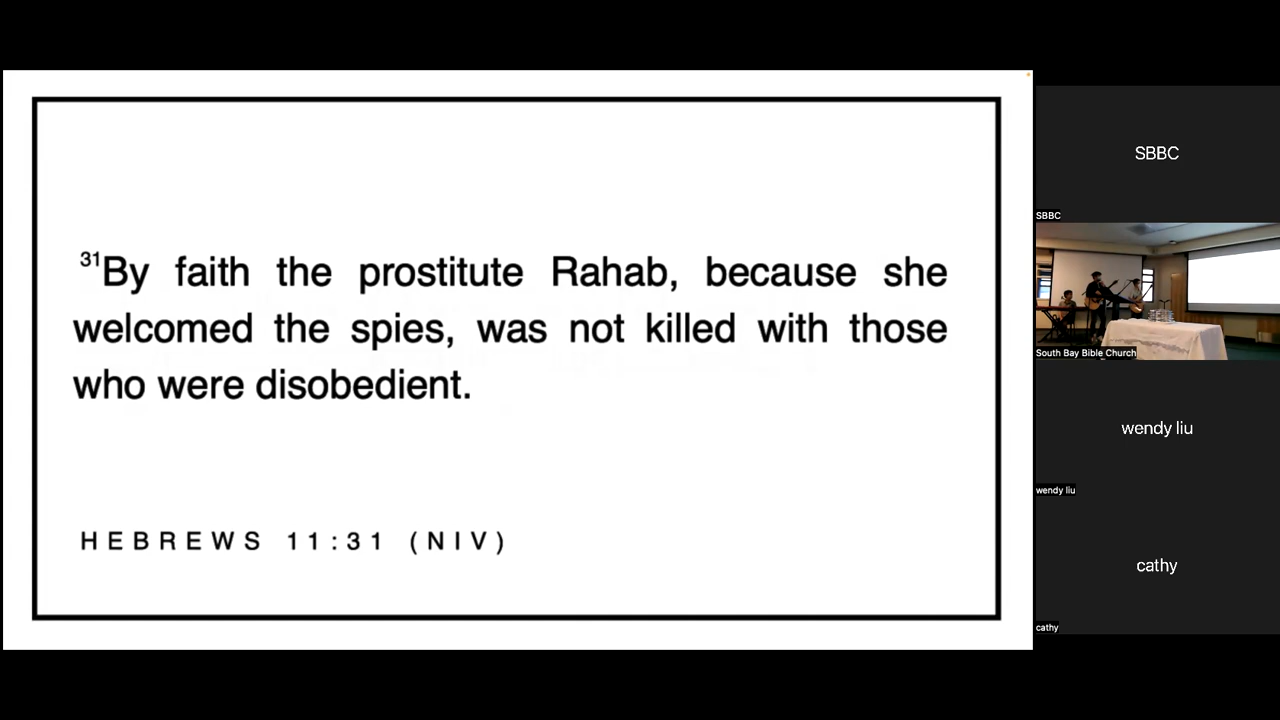 ³¹By faith the prostitute Rahab, because she
welcomed the spies, was not killed with those
who were disobedient.
HEBREWS 11:31 (NIV)
SBBC
SBBC
South Bay Bible Church
wendy liu
wendy liu
cathy
cathy